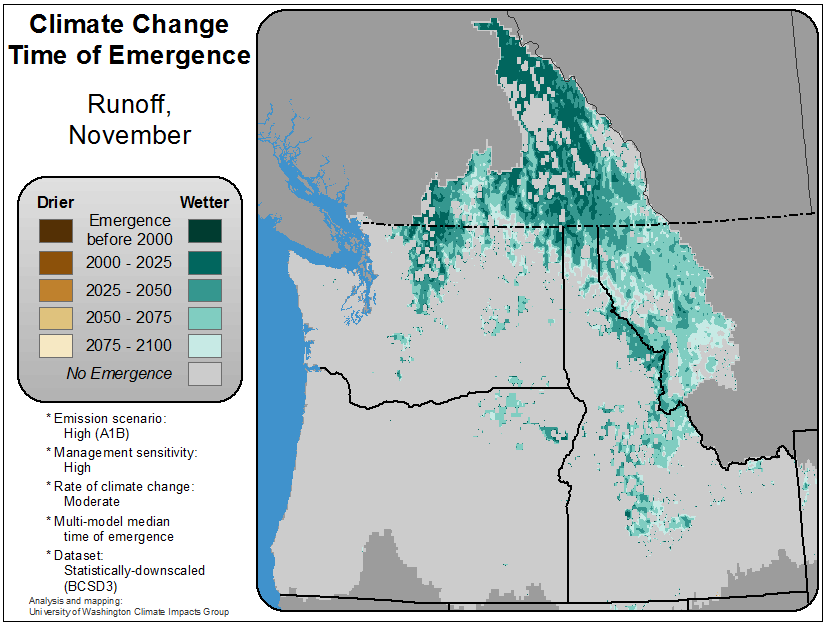 Climate Change
Time of Emergence
Runoff,
November
Drier
Wetter
Emergence
before 2000
2000 - 2025
2025 - 2050
2050 - 2075
2075 - 2100
No Emergence
* Emission scenario:
High (A1B)
* Management sensitivity:
High
* Rate of climate change:
Moderate
* Multi-model median
time of emergence
* Dataset:
Statistically-downscaled
(BCSD3)
Analysis and mapping:
University of Washington Climate Impacts Group